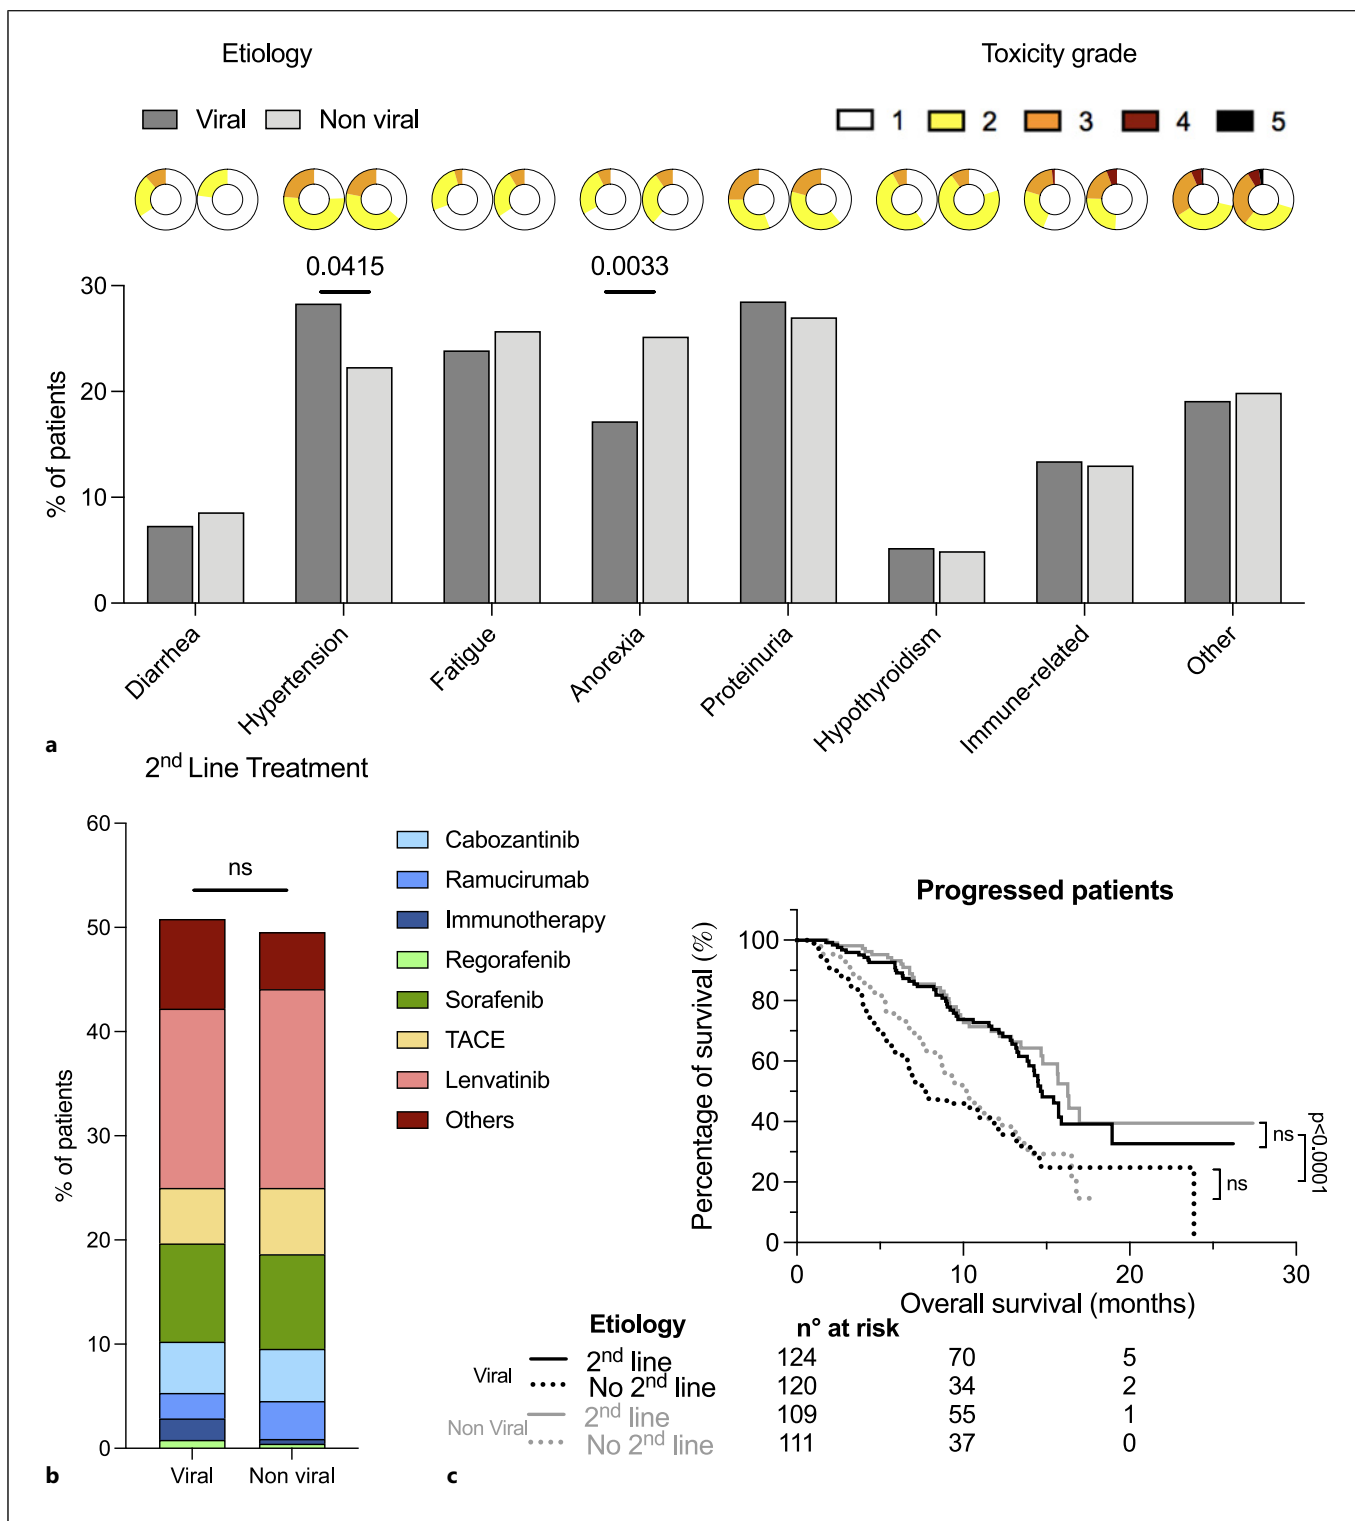 Etiology
Toxicity grade
Viral Non viral
1 2 3 4 5
0.0415 0.0033
30
20
10
0
% of patients
Diarrhea
Hypertension
Fatigue
Anorexia
Proteinuria
Hypothyroidism
Immune-related
Other
a
2nd Line Treatment
60
50
40
30
20
10
0
% of patients
ns
Viral Non viral
Cabozantinib
Ramucirumab
Immunotherapy
Regorafenib
Sorafenib
TACE
Lenvatinib
Others
b
Progressed patients
Percentage of survival (%)
100
80
60
40
20
0
ns
ns
p<0.0001
0 10 20 30
Overall survival (months)
Etiology n° at risk
Viral
2nd line 124 70 5
No 2nd line 120 34 2
Non Viral
2nd line 109 55 1
No 2nd line 111 37 0
c